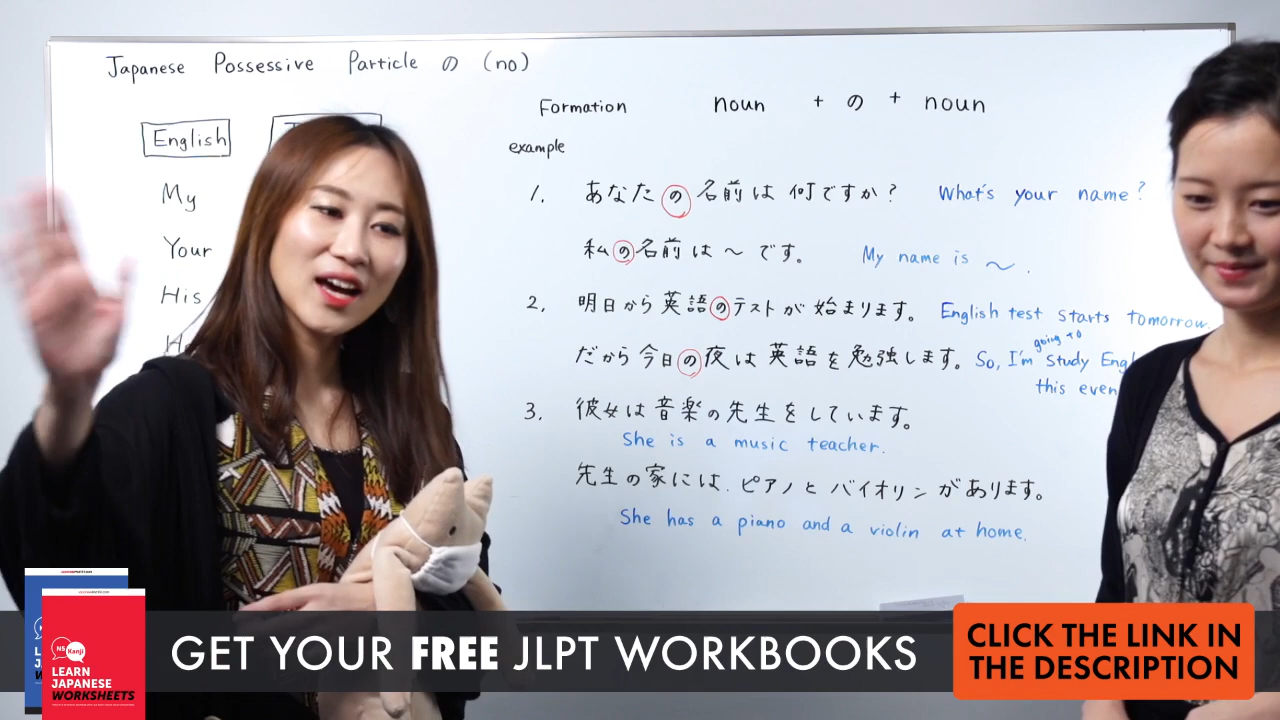 Japanese Possessive Particle の (no)
Formation noun + の + noun
English
example
My
1. あなたの名前は何ですか? What's your name?
Your
私の名前は〜です。 My name is 〜.
His
2. 明日から英語のテストが始まります。 English test starts tomorrow.
going to
だから今日の夜は英語を勉強します。 So, I'm study
this
3. 彼女は音楽の先生をしています。
She is a music teacher.
先生の家には、ピアノとバイオリンがあります。
She has a piano and a violin at home.
NS Kanji
LEARN
JAPANESE
WORKSHEETS
GET YOUR FREE JLPT WORKBOOKS
CLICK THE LINK IN
THE DESCRIPTION